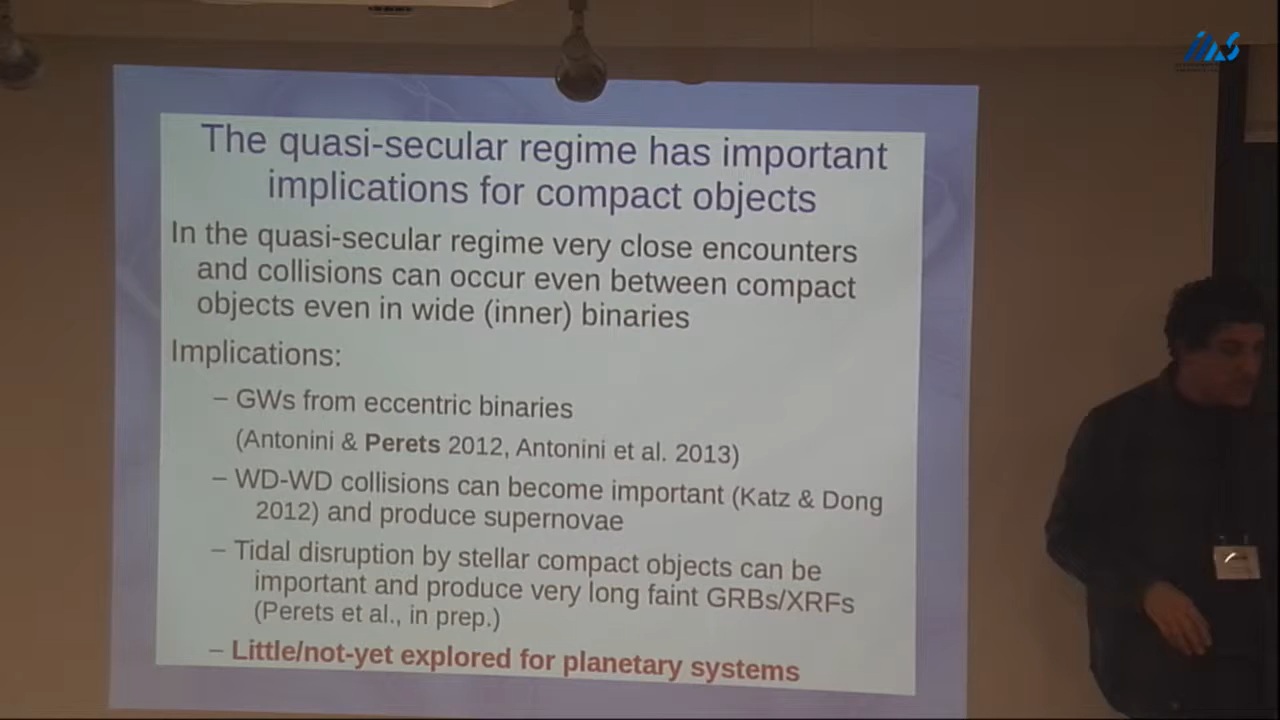 The quasi-secular regime has important
implications for compact objects
In the quasi-secular regime very close encounters
and collisions can occur even between compact
objects even in wide (inner) binaries
Implications:
– GWs from eccentric binaries
(Antonini & Perets 2012, Antonini et al. 2013)
– WD-WD collisions can become important (Katz & Dong
2012) and produce supernovae
– Tidal disruption by stellar compact objects can be
important and produce very long faint GRBs/XRFs
(Perets et al., in prep.)
– Little/not-yet explored for planetary systems